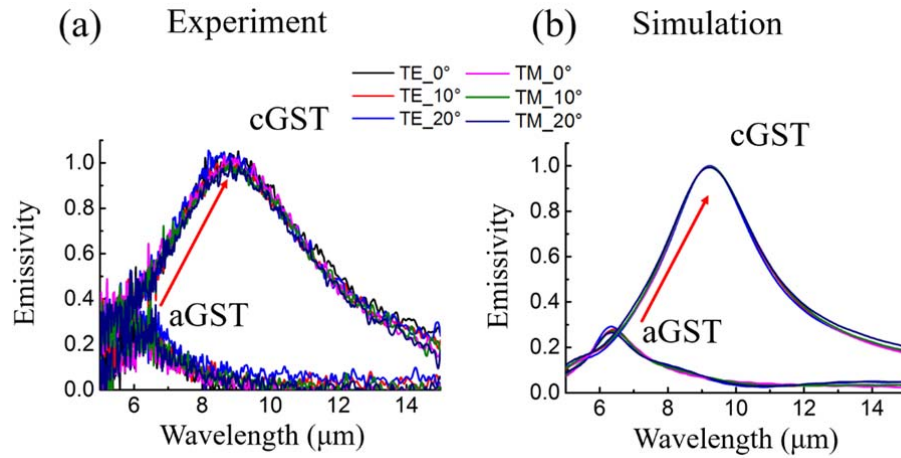 (a) Experiment
(b) Simulation
TE_0° TM_0°
TE_10° TM_10°
TE_20° TM_20°
cGST
aGST
Emissivity
1.0
0.8
0.6
0.4
0.2
0.0
6 8 10 12 14
Wavelength (μm)
cGST
aGST
Emissivity
1.0
0.8
0.6
0.4
0.2
0.0
6 8 10 12 14
Wavelength (μm)